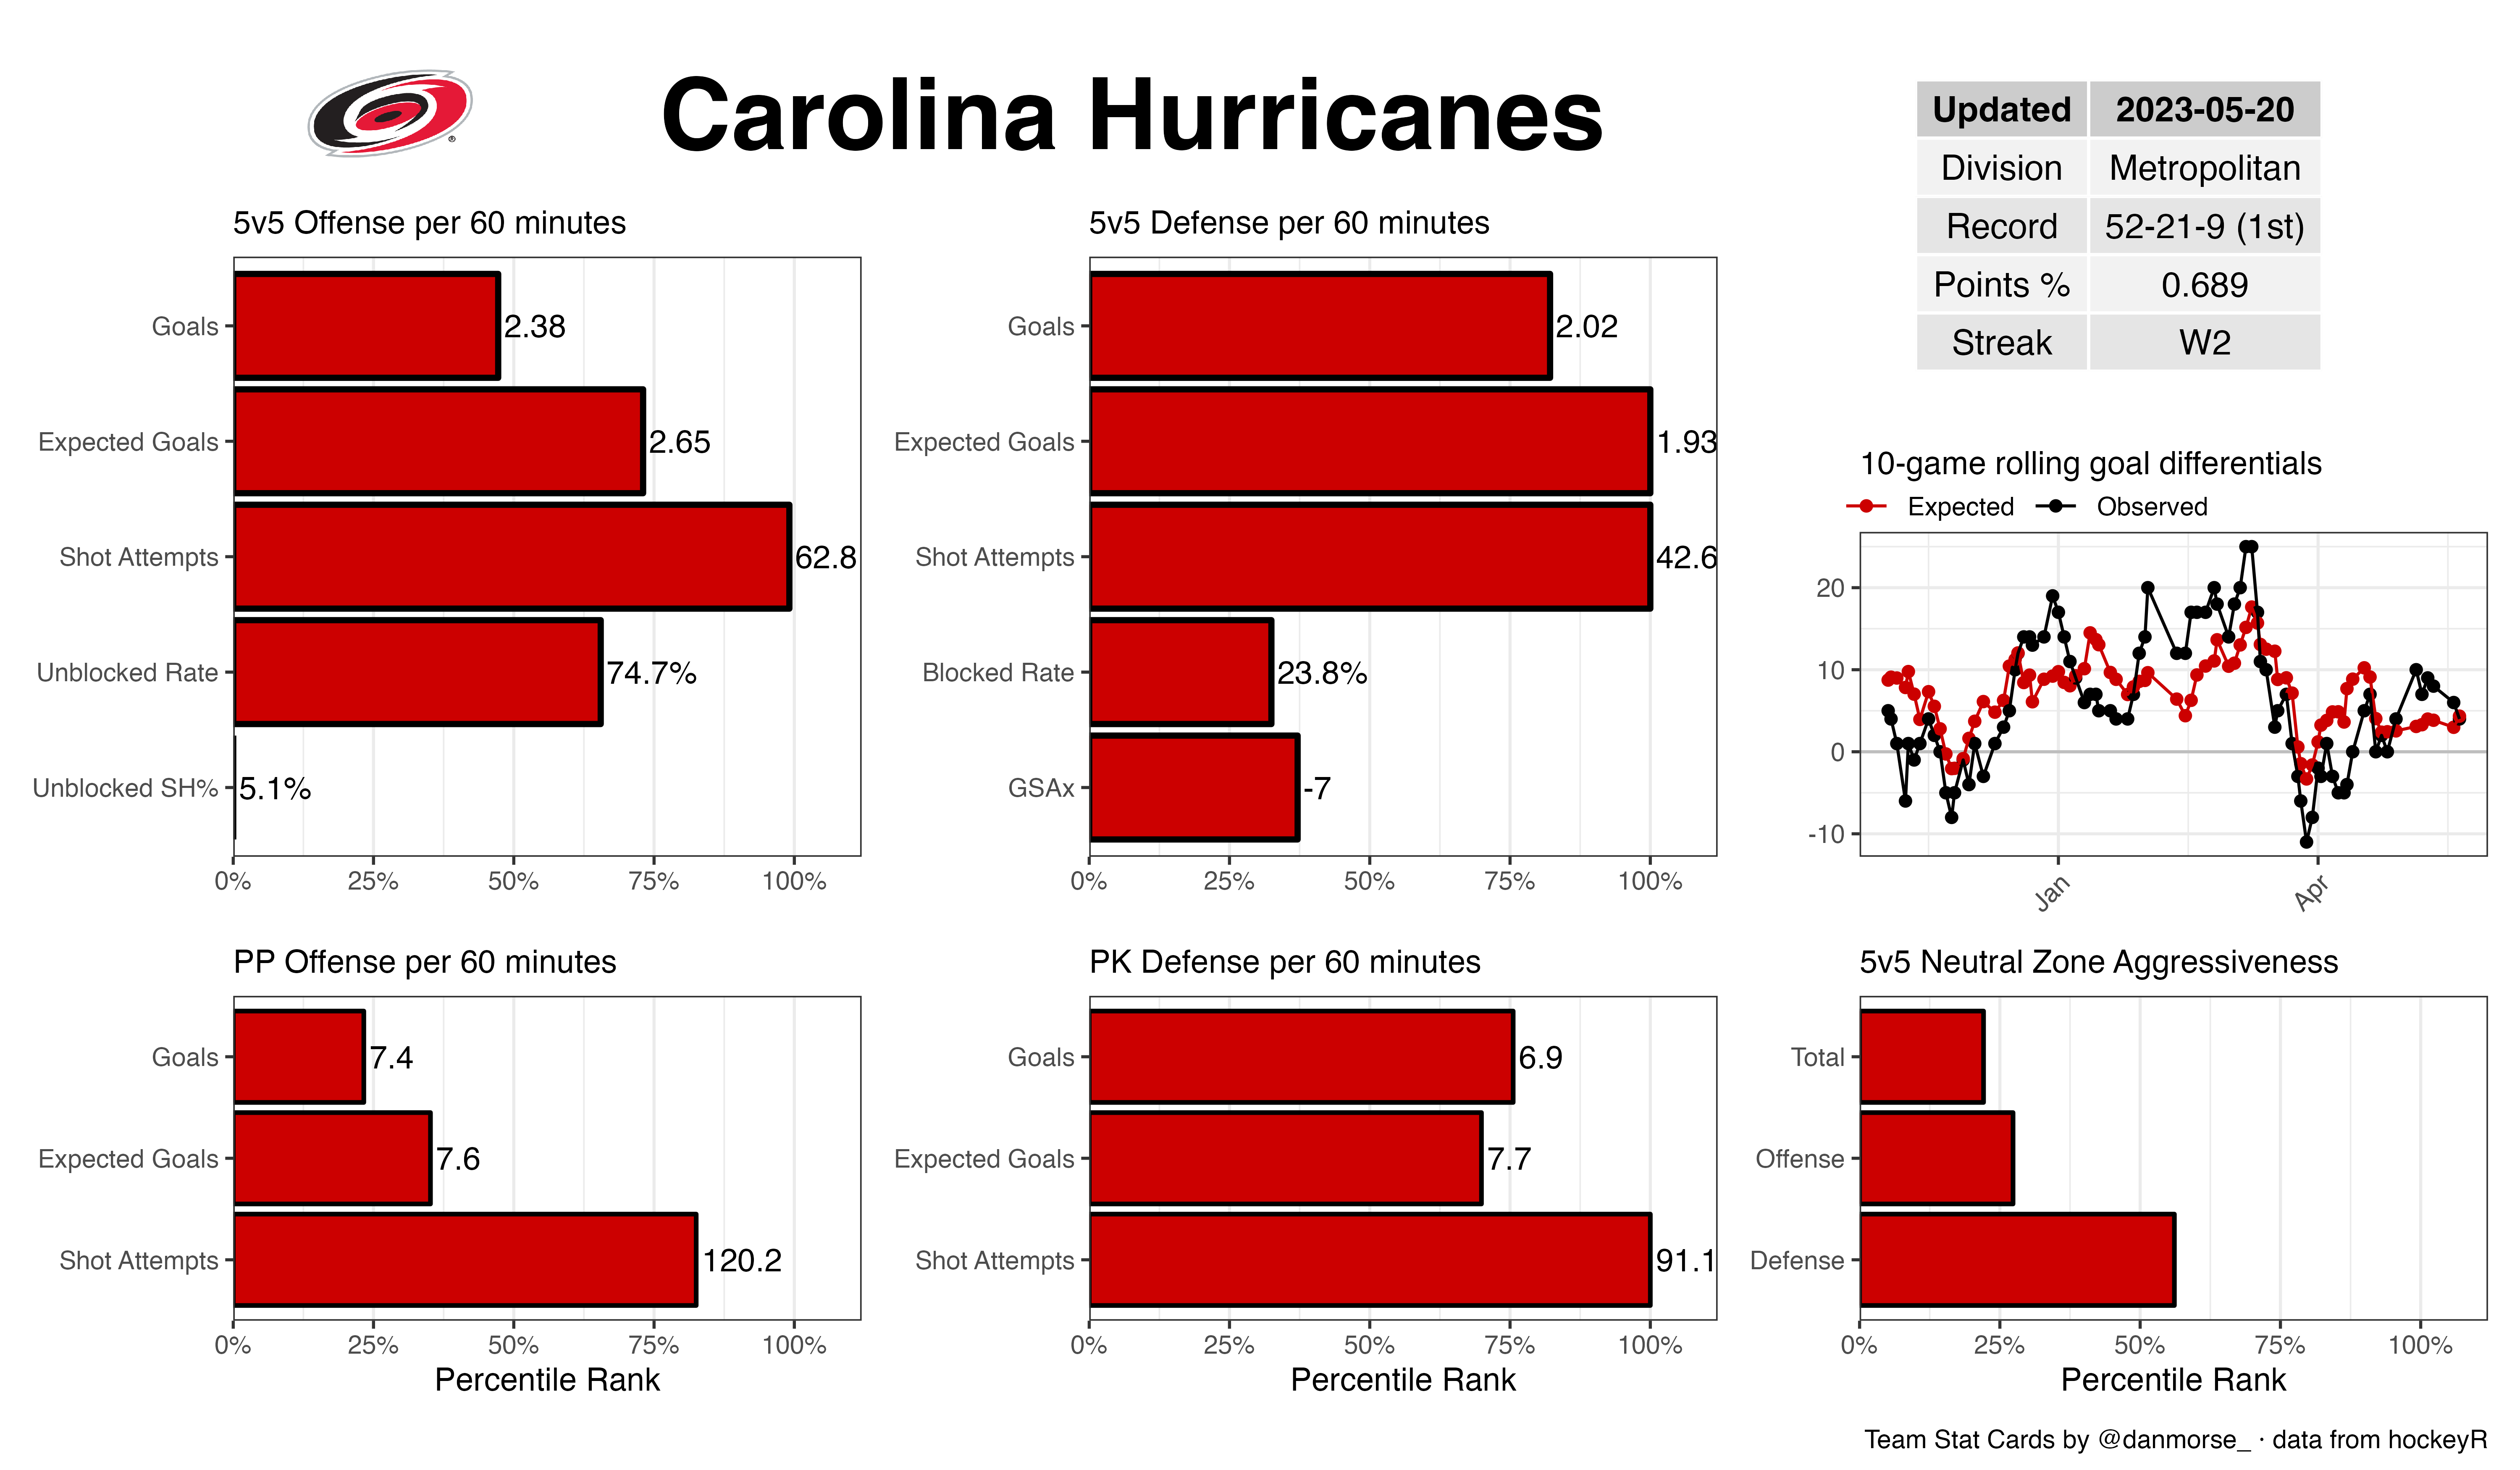 Carolina Hurricanes
®
Updated 2023-05-20
Division Metropolitan
Record 52-21-9 (1st)
Points % 0.689
Streak W2
5v5 Offense per 60 minutes
Goals 2.38
Expected Goals 2.65
Shot Attempts 62.8
Unblocked Rate 74.7%
Unblocked SH% 5.1%
0% 25% 50% 75% 100%
5v5 Defense per 60 minutes
Goals 2.02
Expected Goals 1.93
Shot Attempts 42.6
Blocked Rate 23.8%
GSAx -7
0% 25% 50% 75% 100%
10-game rolling goal differentials
Expected Observed
20
10
0
-10
Jan Apr
PP Offense per 60 minutes
Goals 7.4
Expected Goals 7.6
Shot Attempts 120.2
0% 25% 50% 75% 100%
Percentile Rank
PK Defense per 60 minutes
Goals 6.9
Expected Goals 7.7
Shot Attempts 91.1
0% 25% 50% 75% 100%
Percentile Rank
5v5 Neutral Zone Aggressiveness
Total
Offense
Defense
0% 25% 50% 75% 100%
Percentile Rank
Team Stat Cards by @danmorse_ · data from hockeyR